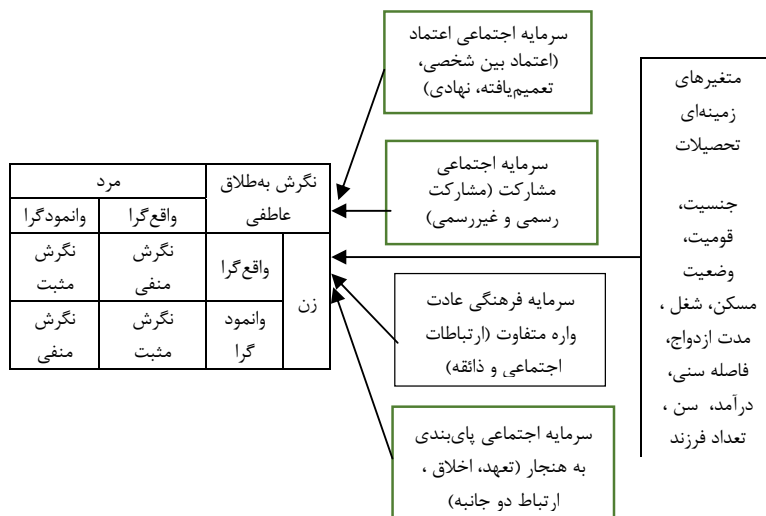 سرمایه اجتماعی اعتماد
(اعتماد بین شخصی،
تعمیم‌یافته، نهادی)
متغیرهای
زمینه‌ای
تحصیلات
جنسیت،
قومیت،
وضعیت
مسکن، شغل ،
مدت ازدواج،
فاصله سنی،
درآمد، سن ،
تعداد فرزند
سرمایه اجتماعی
مشارکت (مشارکت
رسمی و غیررسمی)
سرمایه فرهنگی عادت
واره متفاوت (ارتباطات
اجتماعی و ذائقه)
سرمایه اجتماعی پای‌بندی
به هنجار (تعهد، اخلاق ،
ارتباط دو جانبه)
نگرش به‌طلاق
عاطفی
مرد
واقع‌گرا
وانمودگرا
زن
واقع‌گرا
نگرش
منفی
نگرش
مثبت
وانمود
گرا
نگرش
مثبت
نگرش
منفی